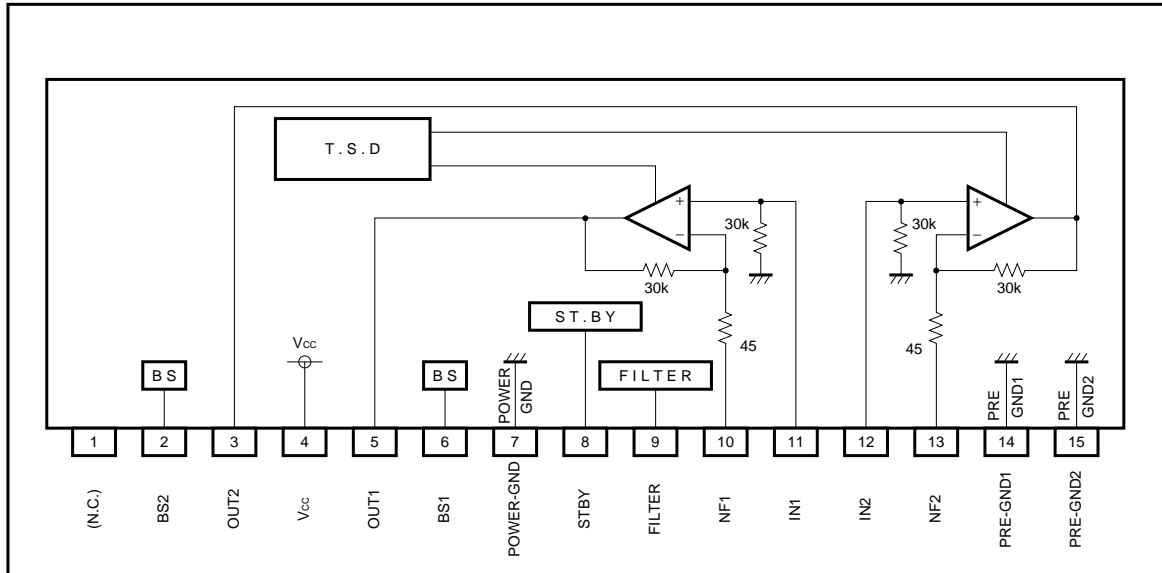 T.S.D
+
−
30k
30k
45
+
−
30k
30k
45
ST.BY
Vcc
BS
BS
POWER
GND
FILTER
PRE
GND1
PRE
GND2
1
2
3
4
5
6
7
8
9
10
11
12
13
14
15
(N.C.)
BS2
OUT2
Vcc
OUT1
BS1
POWER-GND
STBY
FILTER
NF1
IN1
IN2
NF2
PRE-GND1
PRE-GND2